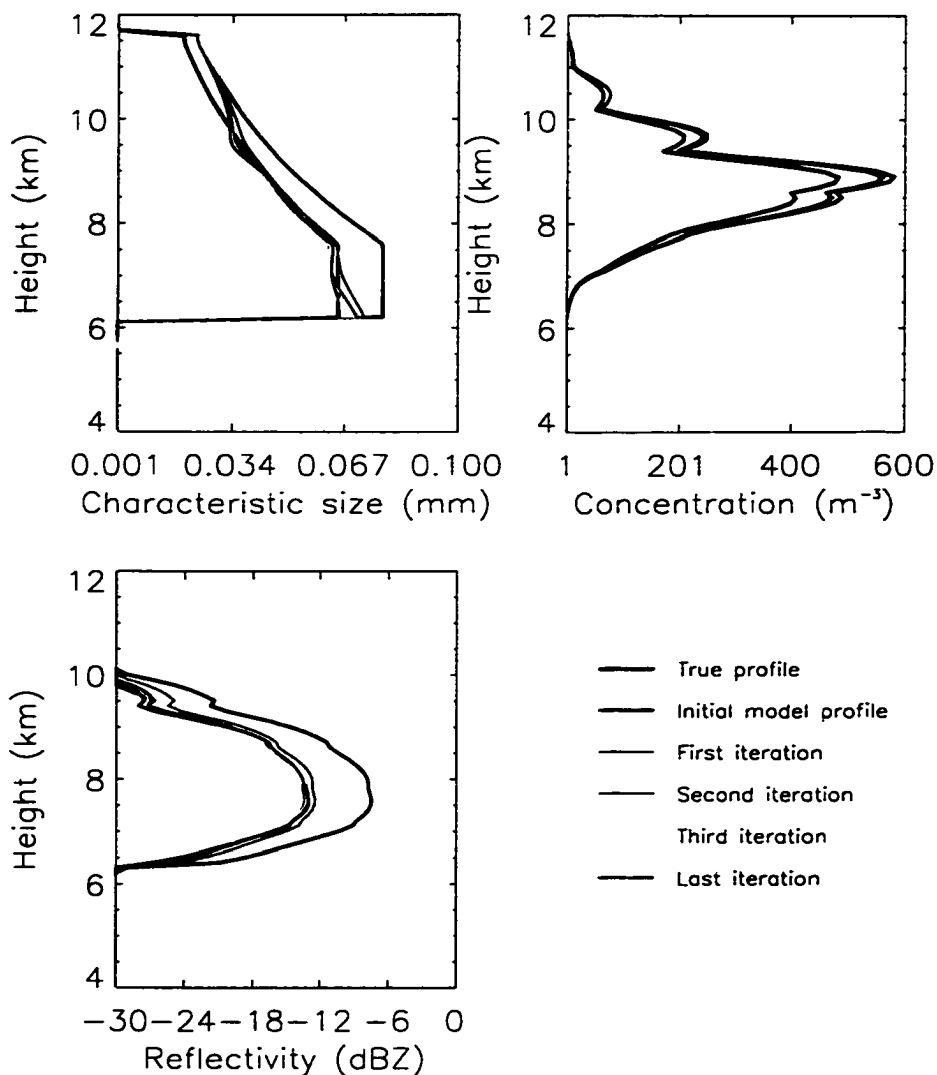 12
10
8
6
4
Height (km)
0.001 0.034 0.067 0.100
Characteristic size (mm)
12
10
8
6
4
Height (km)
1 201 400 600
Concentration (m⁻³)
12
10
8
6
4
Height (km)
−30−24−18−12 −6 0
Reflectivity (dBZ)
True profile
Initial model profile
First iteration
Second iteration
Third iteration
Last iteration